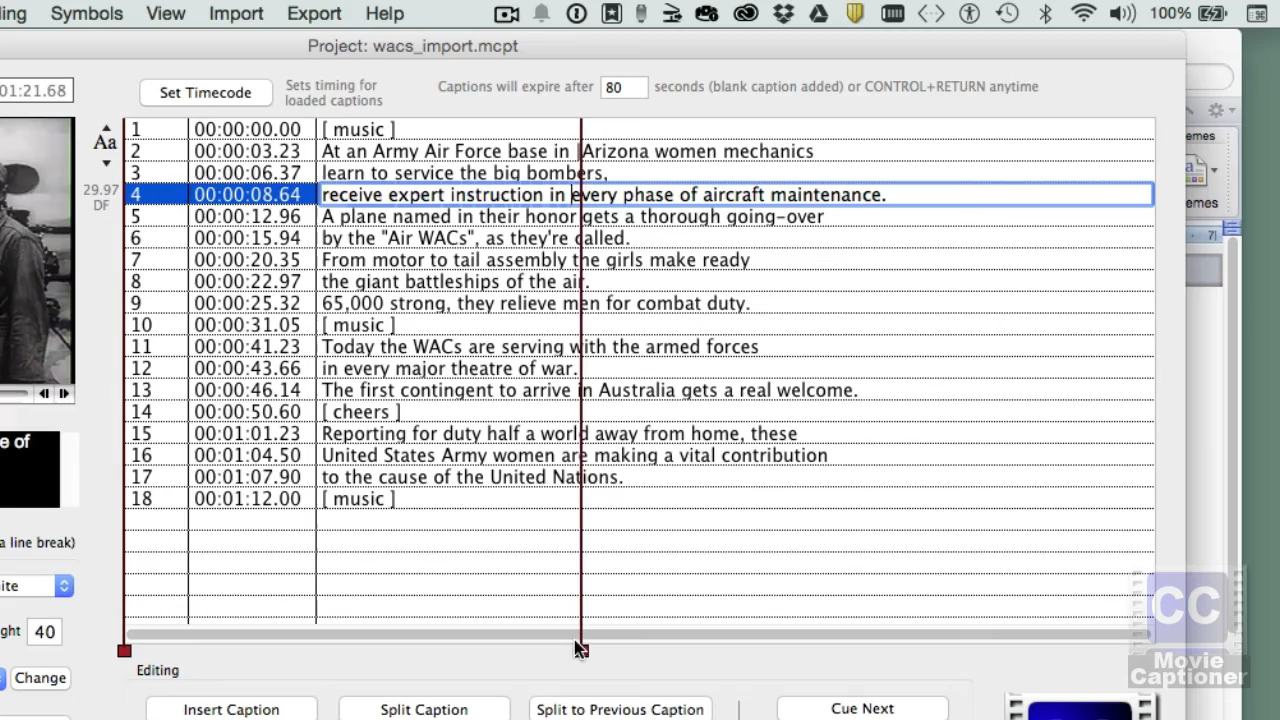 ling Symbols View Import Export Help 100%
Project: wacs_import.mcpt
01:21.68
Set Timecode
Sets timing for
loaded captions
Captions will expire after 80 seconds (blank caption added) or CONTROL+RETURN anytime
Aa
29.97
DF
1 00:00:00.00 [ music ]
2 00:00:03.23 At an Army Air Force base in |Arizona women mechanics
3 00:00:06.37 learn to service the big bombers,
4 00:00:08.64 receive expert instruction in every phase of aircraft maintenance.
5 00:00:12.96 A plane named in their honor gets a thorough going-over
6 00:00:15.94 by the "Air WACs", as they're called.
7 00:00:20.35 From motor to tail assembly the girls make ready
8 00:00:22.97 the giant battleships of the air.
9 00:00:25.32 65,000 strong, they relieve men for combat duty.
10 00:00:31.05 [ music ]
11 00:00:41.23 Today the WACs are serving with the armed forces
12 00:00:43.66 in every major theatre of war.
13 00:00:46.14 The first contingent to arrive in Australia gets a real welcome.
14 00:00:50.60 [ cheers ]
15 00:01:01.23 Reporting for duty half a world away from home, these
16 00:01:04.50 United States Army women are making a vital contribution
17 00:01:07.90 to the cause of the United Nations.
18 00:01:12.00 [ music ]
emes
emes
7|
e of
a line break)
ite
ght 40
Change
Editing
Insert Caption
Split Caption
Split to Previous Caption
Cue Next
CC
Movie
Captioner